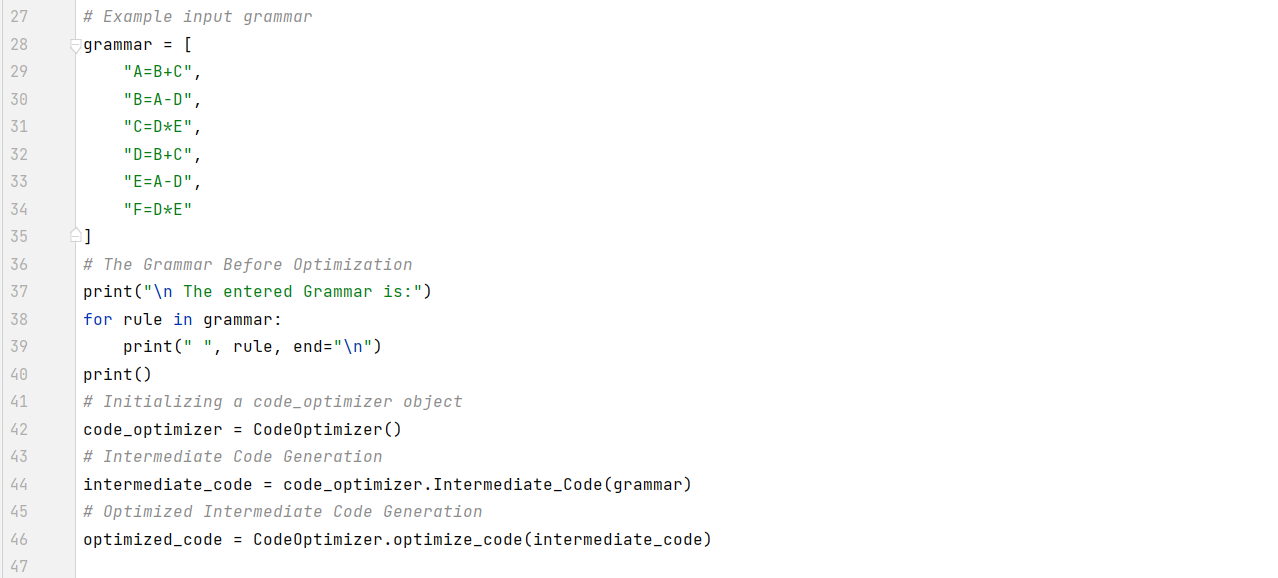 27 # Example input grammar
28 grammar = [
29     "A=B+C",
30     "B=A-D",
31     "C=D*E",
32     "D=B+C",
33     "E=A-D",
34     "F=D*E"
35 ]
36 # The Grammar Before Optimization
37 print("\n The entered Grammar is:")
38 for rule in grammar:
39     print(" ", rule, end="\n")
40 print()
41 # Initializing a code_optimizer object
42 code_optimizer = CodeOptimizer()
43 # Intermediate Code Generation
44 intermediate_code = code_optimizer.Intermediate_Code(grammar)
45 # Optimized Intermediate Code Generation
46 optimized_code = CodeOptimizer.optimize_code(intermediate_code)
47